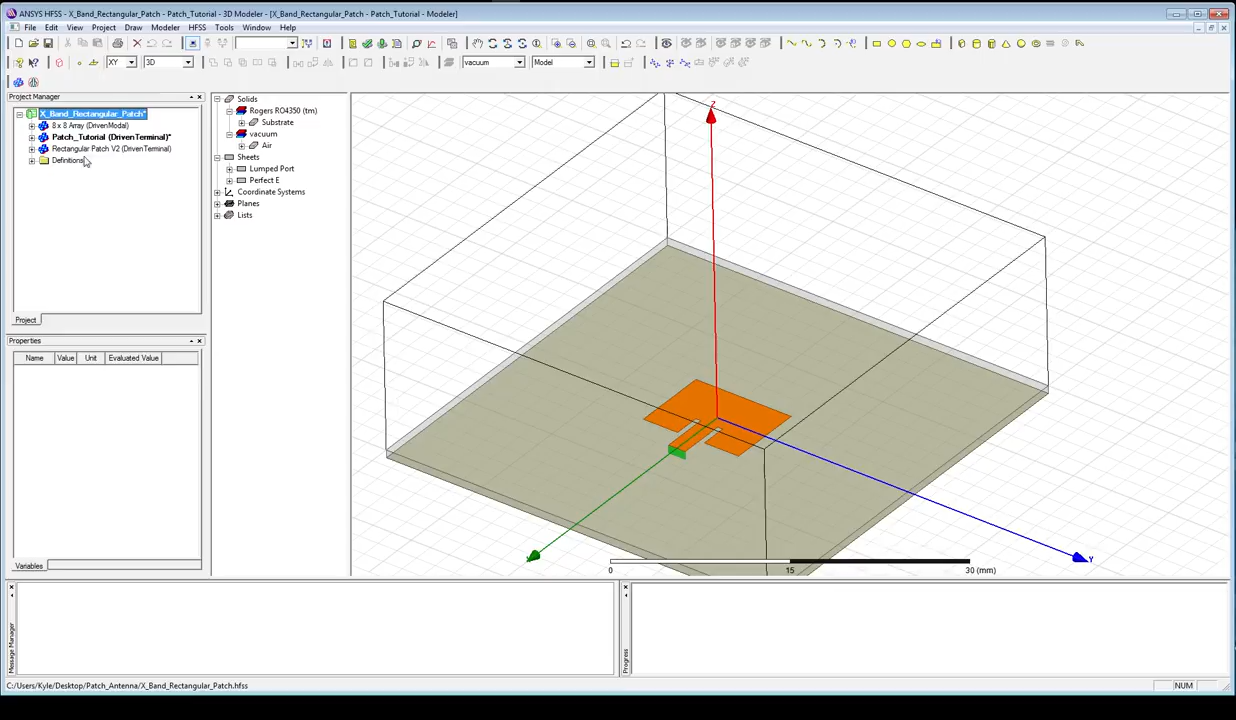 ANSYS HFSS - X_Band_Rectangular_Patch - Patch_Tutorial - 3D Modeler - [X_Band_Rectangular_Patch - Patch_Tutorial - Modeler]
File Edit View Project Draw Modeler HFSS Tools Window Help
XY 3D vacuum Model
Project Manager
X_Band_Rectangular_Patch*
8 x 8 Array (DrivenModal)
Patch_Tutorial (DrivenTerminal)*
Rectangular Patch V2 (DrivenTerminal)
Definitions
Project
Properties
Name Value Unit Evaluated Value
Variables
Solids
Rogers RO4350 (tm)
Substrate
vacuum
Air
Sheets
Lumped Port
Perfect E
Coordinate Systems
Planes
Lists
Z
Y
0 15 30 (mm)
Message Manager
Progress
C:/Users/Kyle/Desktop/Patch_Antenna/X_Band_Rectangular_Patch.hfss
NUM